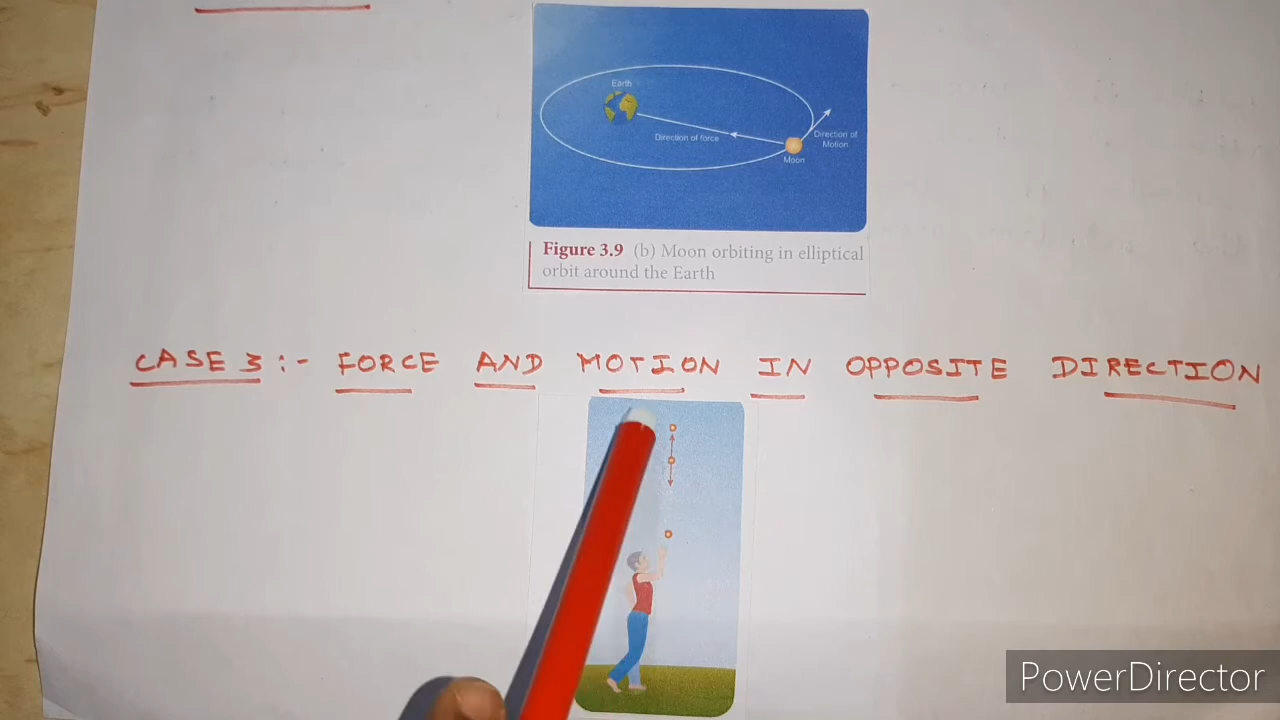 Earth
Direction of force
Direction of
Motion
Moon
Figure 3.9 (b) Moon orbiting in elliptical
orbit around the Earth
CASE 3 :- FORCE AND MOTION IN OPPOSITE DIRECTION
PowerDirector